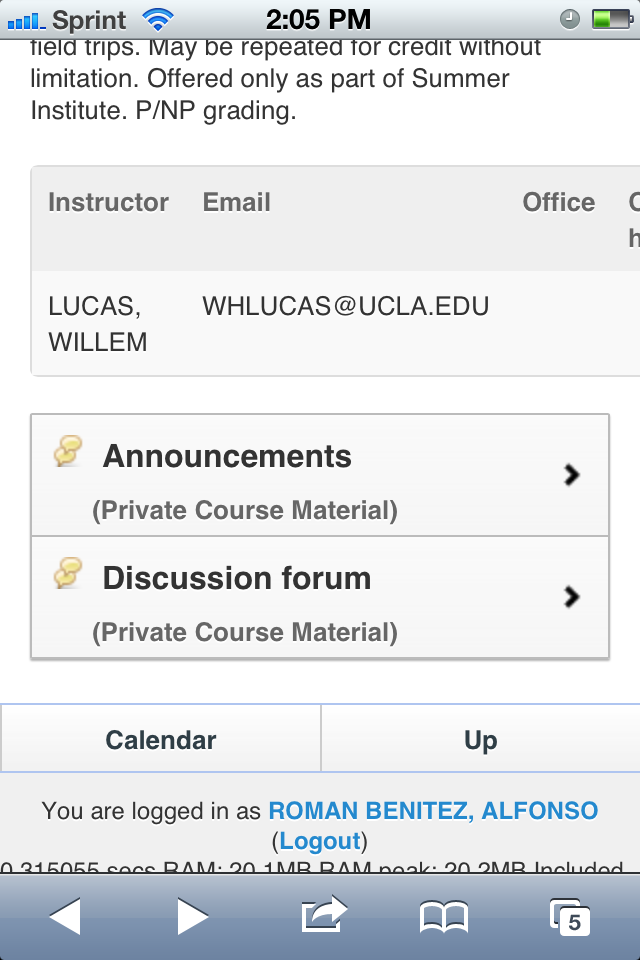 Sprint 2:05 PM
field trips. May be repeated for credit without
limitation. Offered only as part of Summer
Institute. P/NP grading.
Instructor Email Office
LUCAS, WHLUCAS@UCLA.EDU
WILLEM
Announcements
(Private Course Material)
Discussion forum
(Private Course Material)
Calendar Up
You are logged in as ROMAN BENITEZ, ALFONSO
(Logout)
0.315055 secs RAM: 20.1MB RAM peak: 20.2MB Included
5